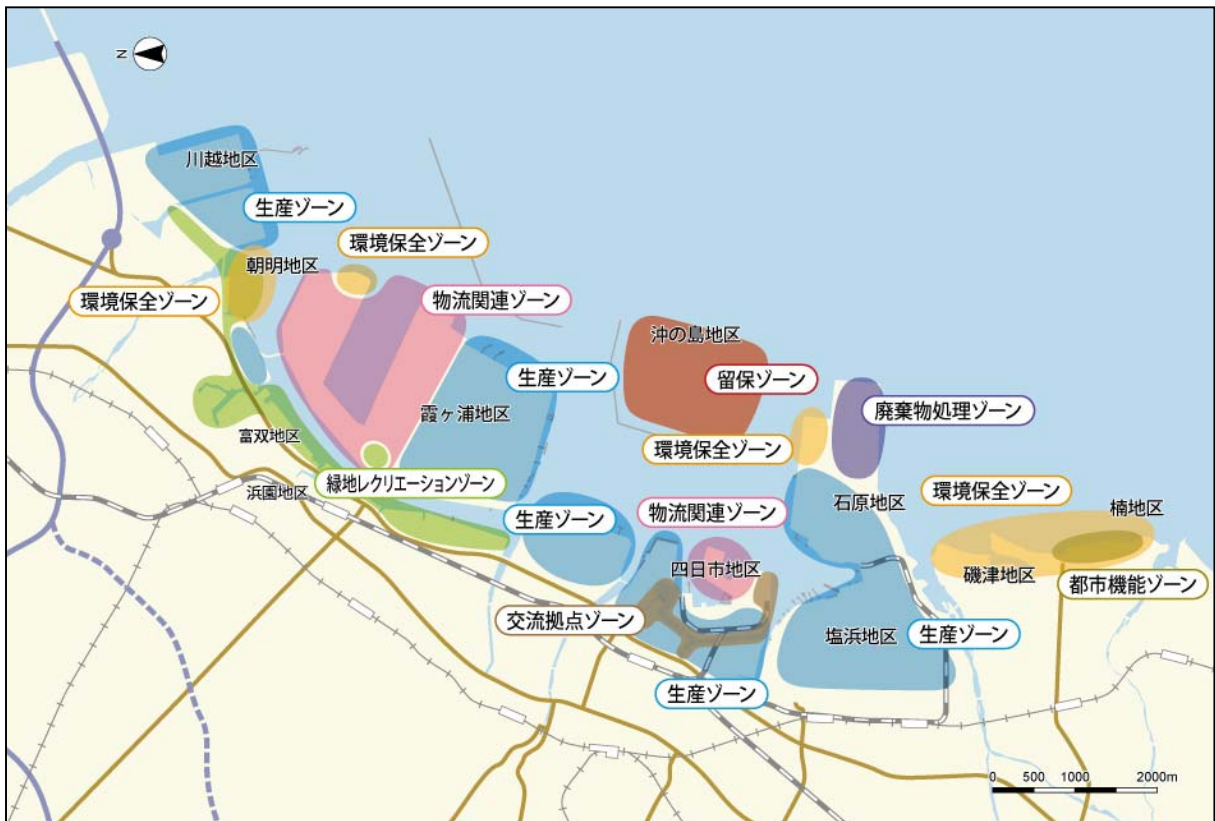 N
川越地区
生産ゾーン
環境保全ゾーン
朝明地区
環境保全ゾーン
物流関連ゾーン
沖の島地区
生産ゾーン
留保ゾーン
霞ヶ浦地区
廃棄物処理ゾーン
富双地区
環境保全ゾーン
緑地レクリエーションゾーン
浜園地区
環境保全ゾーン
石原地区
楠地区
生産ゾーン
物流関連ゾーン
四日市地区
磯津地区
都市機能ゾーン
交流拠点ゾーン
塩浜地区
生産ゾーン
生産ゾーン
0 500 1000 2000m